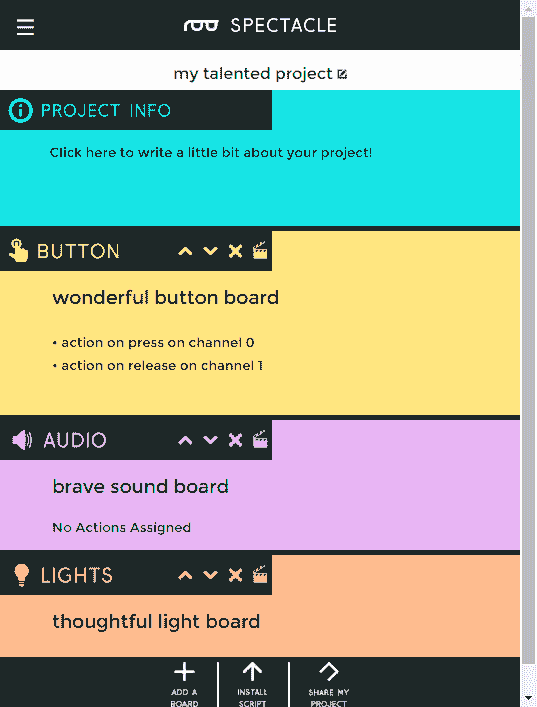 SPECTACLE
my talented project
PROJECT INFO
Click here to write a little bit about your project!
BUTTON
wonderful button board
• action on press on channel 0
• action on release on channel 1
AUDIO
brave sound board
No Actions Assigned
LIGHTS
thoughtful light board
ADD A
BOARD
INSTALL
SCRIPT
SHARE MY
PROJECT